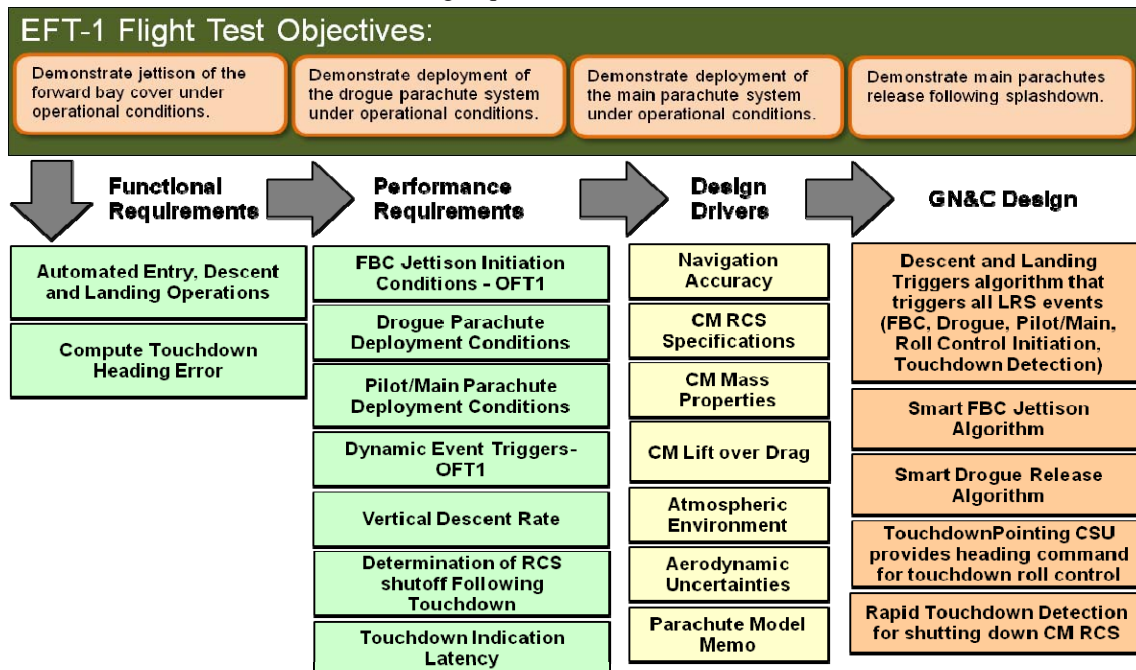 EFT-1 Flight Test Objectives:
Demonstrate jettison of the
forward bay cover under
operational conditions.
Demonstrate deployment of
the drogue parachute system
under operational conditions.
Demonstrate deployment of
the main parachute system
under operational conditions.
Demonstrate main parachutes
release following splashdown.
Functional
Requirements
Performance
Requirements
Design
Drivers
GN&C Design
Automated Entry, Descent
and Landing Operations
Compute Touchdown
Heading Error
FBC Jettison Initiation
Conditions - OFT1
Drogue Parachute
Deployment Conditions
Pilot/Main Parachute
Deployment Conditions
Dynamic Event Triggers-
OFT1
Vertical Descent Rate
Determination of RCS
shutoff Following
Touchdown
Touchdown Indication
Latency
Navigation
Accuracy
CM RCS
Specifications
CM Mass
Properties
CM Lift over Drag
Atmospheric
Environment
Aerodynamic
Uncertainties
Parachute Model
Memo
Descent and Landing
Triggers algorithm that
triggers all LRS events
(FBC, Drogue, Pilot/Main,
Roll Control Initiation,
Touchdown Detection)
Smart FBC Jettison
Algorithm
Smart Drogue Release
Algorithm
TouchdownPointing CSU
provides heading command
for touchdown roll control
Rapid Touchdown Detection
for shutting down CM RCS